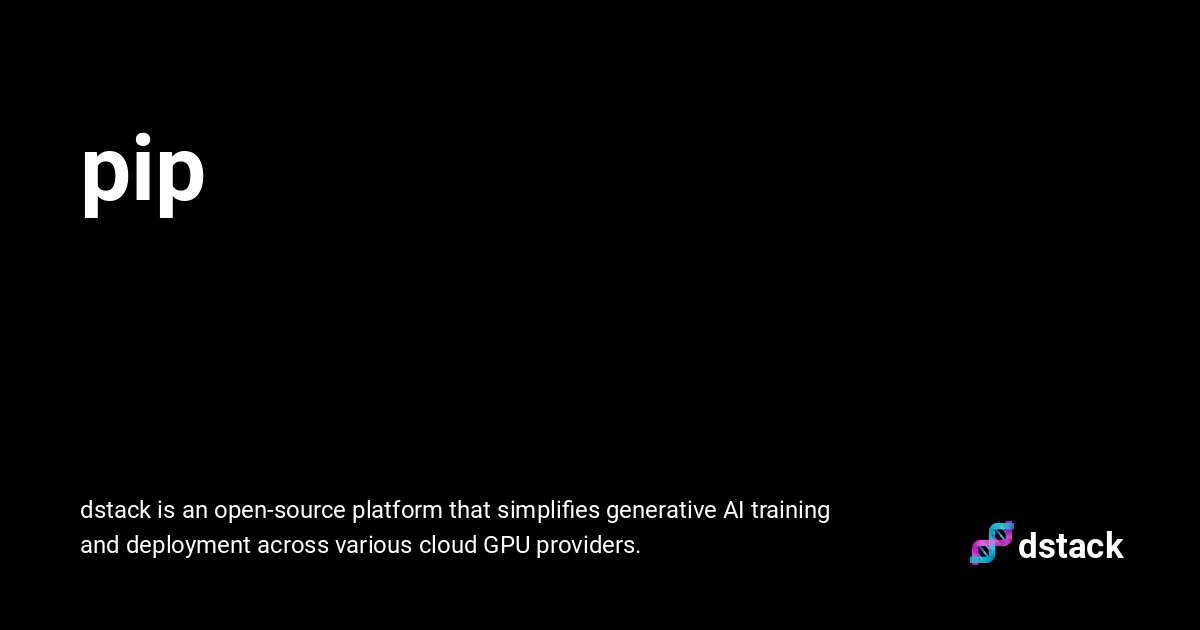 pip
dstack is an open-source platform that simplifies generative AI training
and deployment across various cloud GPU providers.
dstack